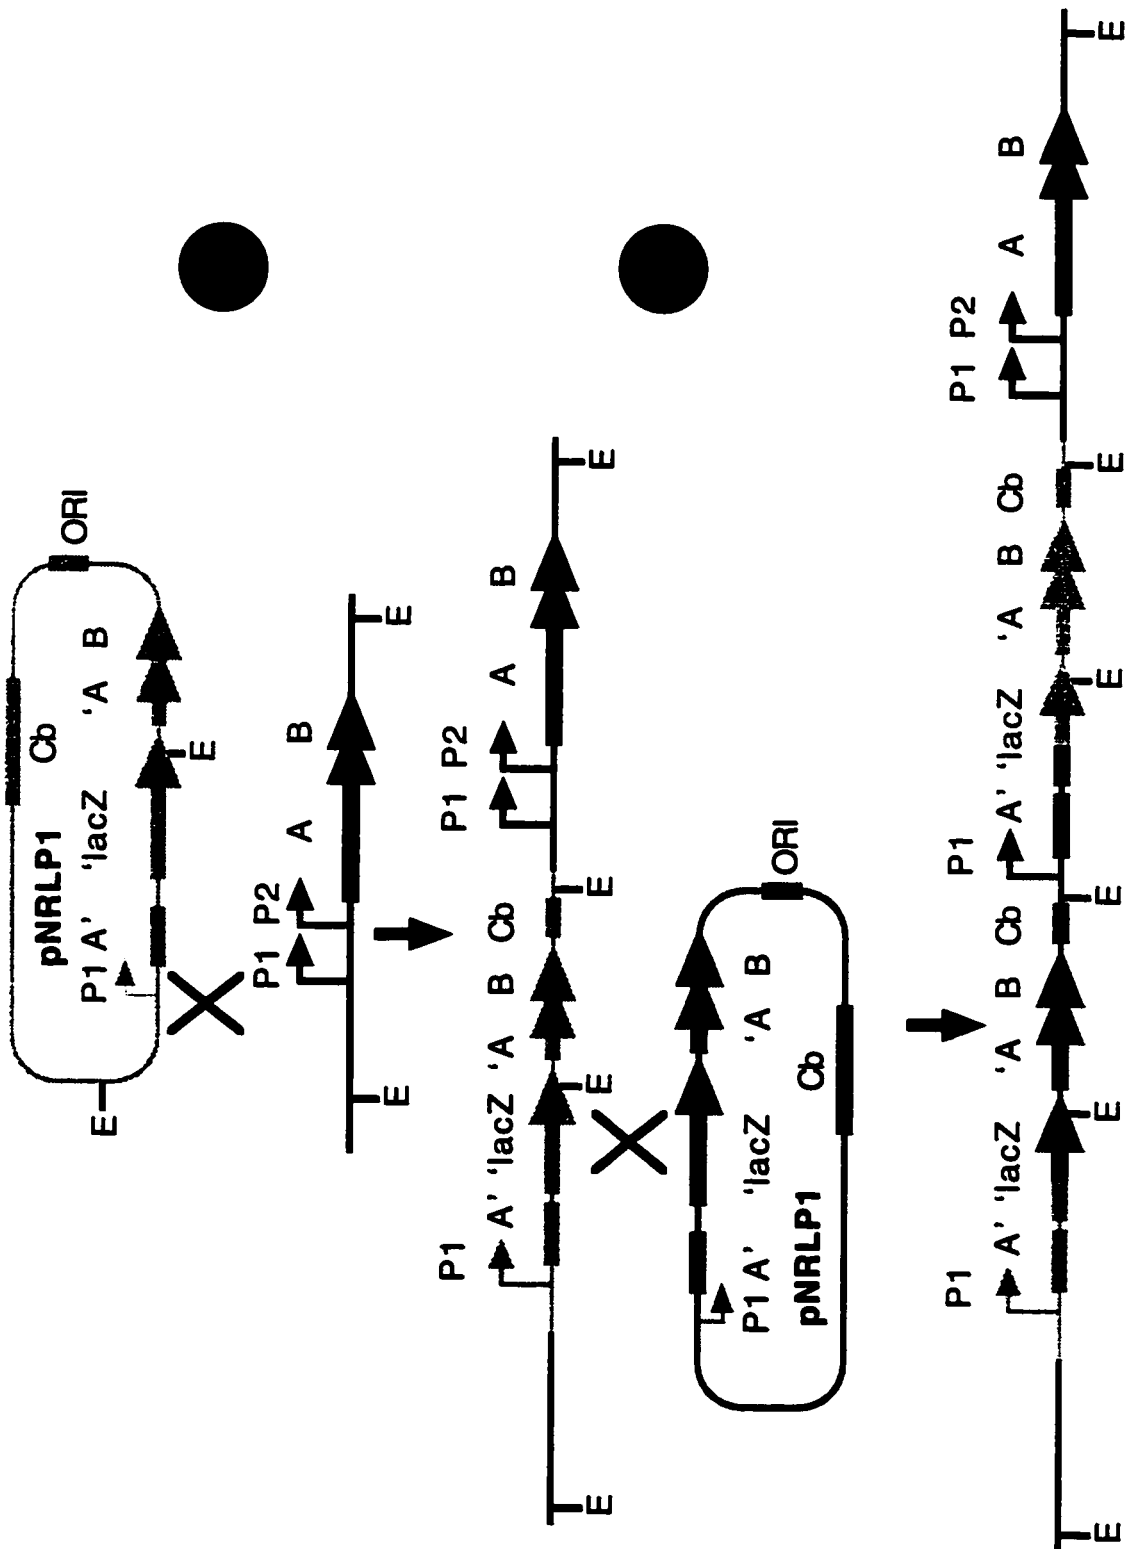 pNRLP1 Cb
ORI
P1 A' 'lacZ 'A B
E
E
P1 P2
A B
E E
P1 P1 P2
A' 'lacZ 'A B Cb A B
E E E E
P1 A' 'lacZ 'A B
ORI
pNRLP1 Cb
P1 P1 P1 P2
A' 'lacZ 'A B Cb A' 'lacZ 'A B Cb A B
E E E E E E